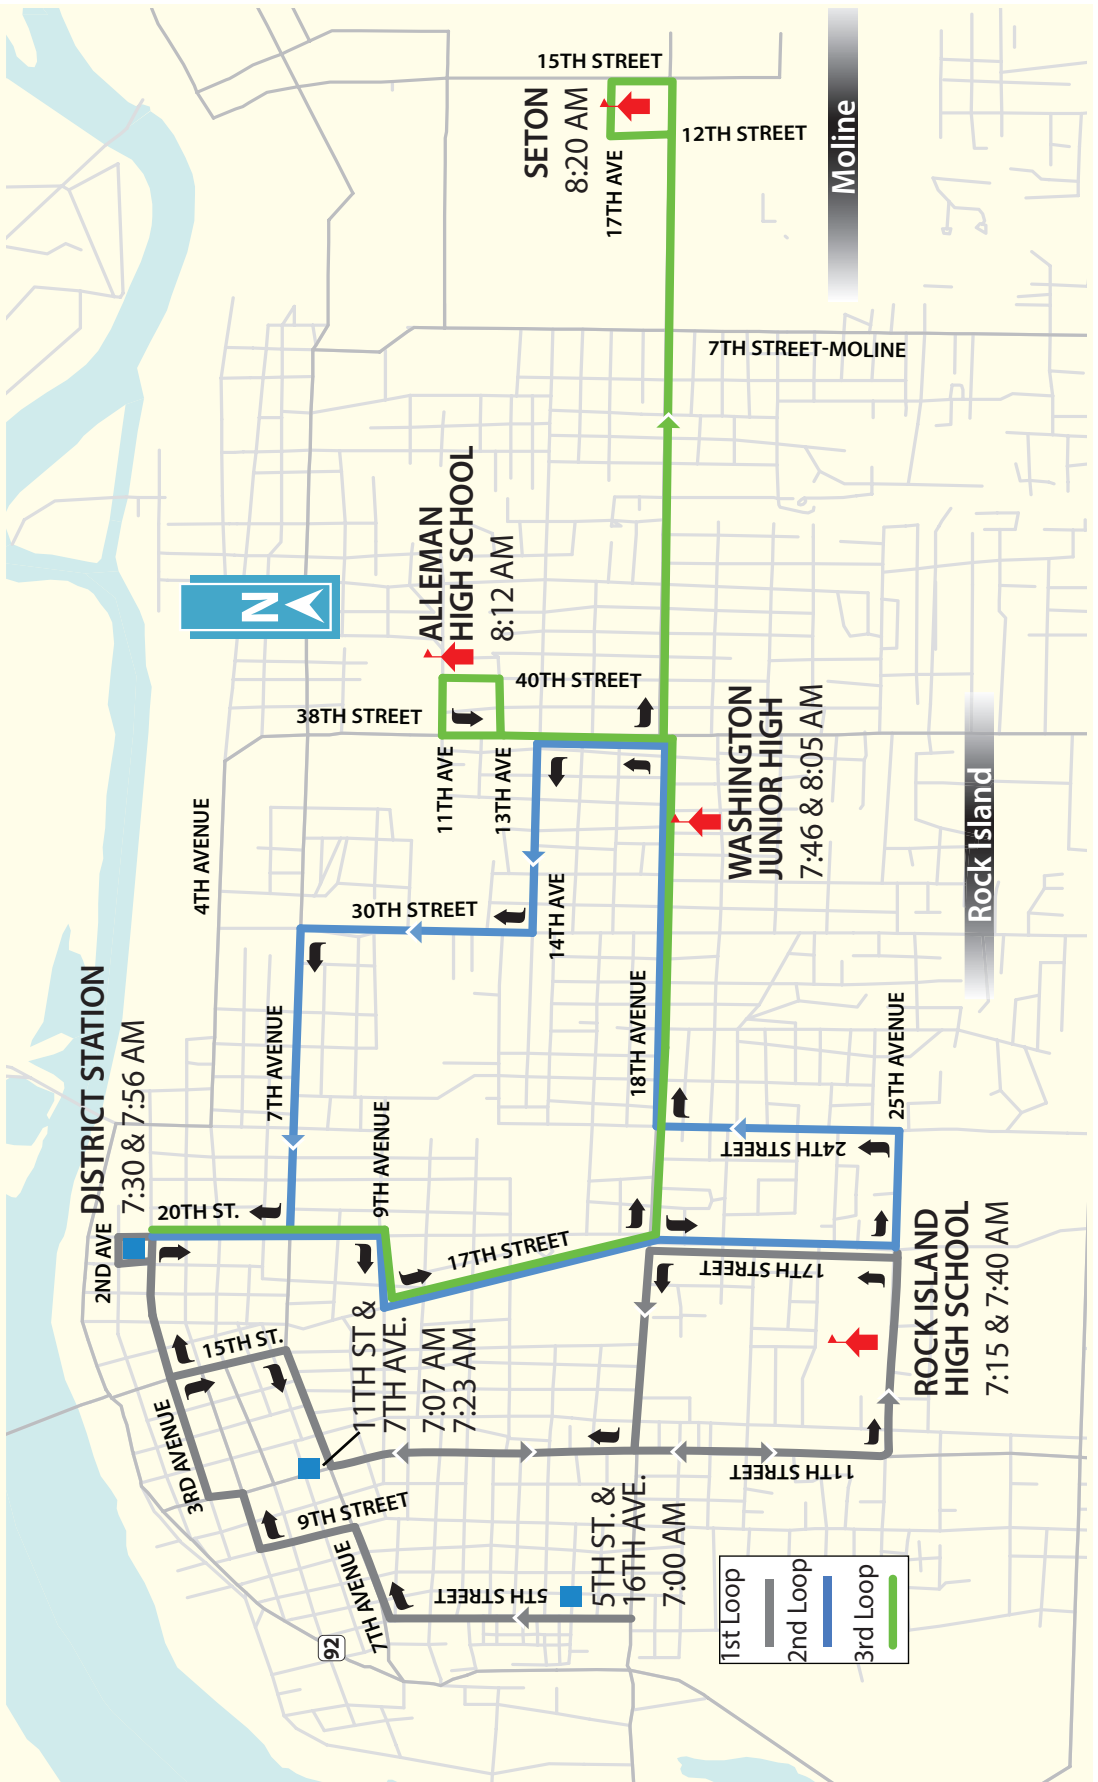 15TH STREET
SETON
8:20 AM
17TH AVE
12TH STREET
Moline
7TH STREET-MOLINE
N
ALLEMAN
HIGH SCHOOL
8:12 AM
40TH STREET
38TH STREET
11TH AVE
13TH AVE
WASHINGTON
JUNIOR HIGH
7:46 & 8:05 AM
Rock Island
4TH AVENUE
30TH STREET
14TH AVE
18TH AVENUE
25TH AVENUE
DISTRICT STATION
7:30 & 7:56 AM
7TH AVENUE
9TH AVENUE
24TH STREET
20TH ST.
2ND AVE
17TH STREET
17TH STREET
ROCK ISLAND
HIGH SCHOOL
7:15 & 7:40 AM
15TH ST.
11TH ST &
7TH AVE.
7:07 AM
7:23 AM
3RD AVENUE
9TH STREET
11TH STREET
7TH AVENUE
5TH STREET
5TH ST. &
16TH AVE.
7:00 AM
92
1st Loop
2nd Loop
3rd Loop